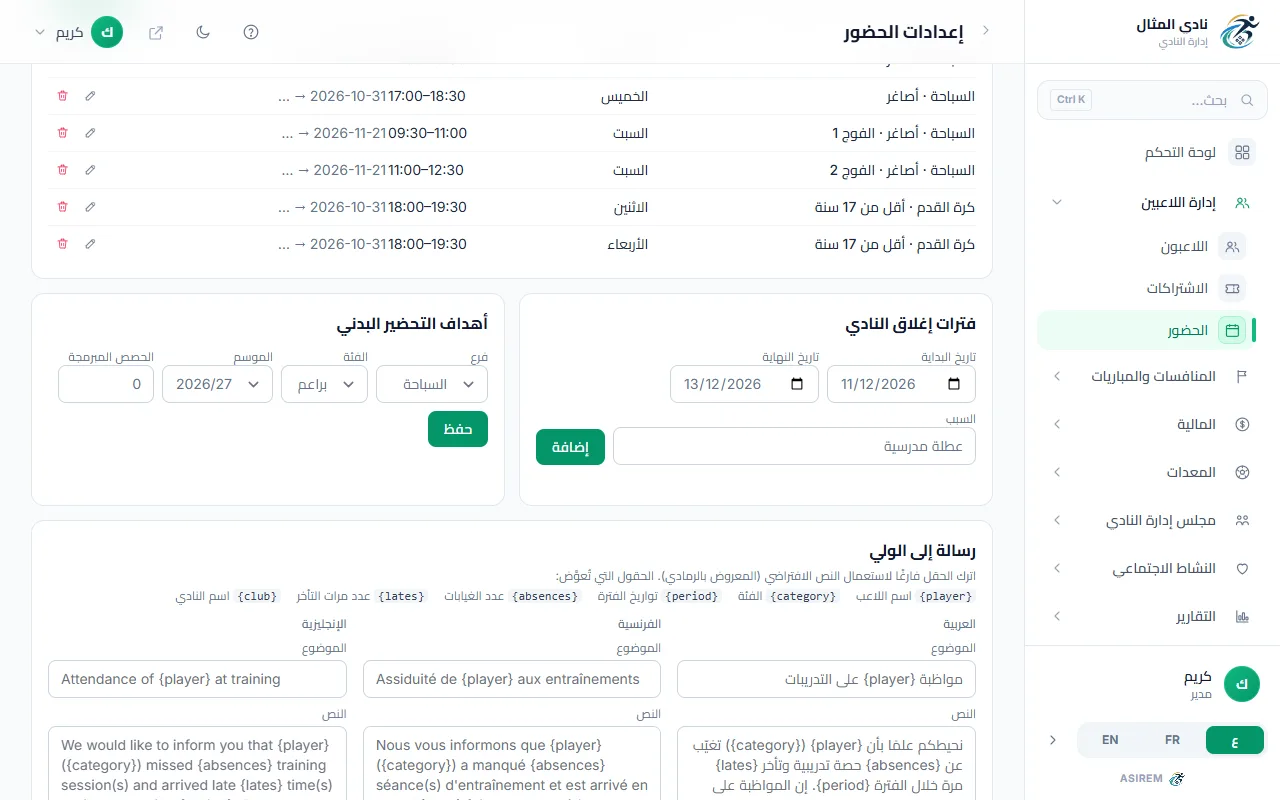 نادي المثال
إدارة النادي
بحث...
Ctrl K
لوحة التحكم
إدارة اللاعبين
اللاعبون
الاشتراكات
الحضور
المنافسات والمباريات
المالية
المعدات
مجلس إدارة النادي
النشاط الاجتماعي
التقارير
ك
كريم
مدير
ع
FR
EN
ASIREM
إعدادات الحضور
ك
كريم
السباحة · أصاغر الخميس 17:00–18:30 2026-10-31 → ...
السباحة · أصاغر · الفوج 1 السبت 09:30–11:00 2026-11-21 → ...
السباحة · أصاغر · الفوج 2 السبت 11:00–12:30 2026-11-21 → ...
كرة القدم · أقل من 17 سنة الاثنين 18:00–19:30 2026-10-31 → ...
كرة القدم · أقل من 17 سنة الأربعاء 18:00–19:30 2026-10-31 → ...
فترات إغلاق النادي
تاريخ البداية تاريخ النهاية
11/12/2026 13/12/2026
السبب
عطلة مدرسية إضافة
أهداف التحضير البدني
فرع الفئة الموسم الحصص المبرمجة
السباحة براعم 2026/27 0
حفظ
رسالة إلى الولي
اترك الحقل فارغًا لاستعمال النص الافتراضي (المعروض بالرمادي). الحقول التي تُعوَّض:
{player} اسم اللاعب {category} الفئة {period} تواريخ الفترة {absences} عدد الغيابات {lates} عدد مرات التأخر {club} اسم النادي
العربية
الموضوع
مواظبة {player} على التدريبات
النص
نحيطكم علمًا بأن {player} ({category}) تغيّب
عن {absences} حصة تدريبية وتأخر {lates}
مرة خلال الفترة {period}. إن المواظبة على
الفرنسية
الموضوع
Assiduité de {player} aux entraînements
النص
Nous vous informons que {player}
({category}) a manqué {absences}
séance(s) d'entraînement et est arrivé en
الإنجليزية
الموضوع
Attendance of {player} at training
النص
We would like to inform you that {player}
({category}) missed {absences} training
session(s) and arrived late {lates} time(s)